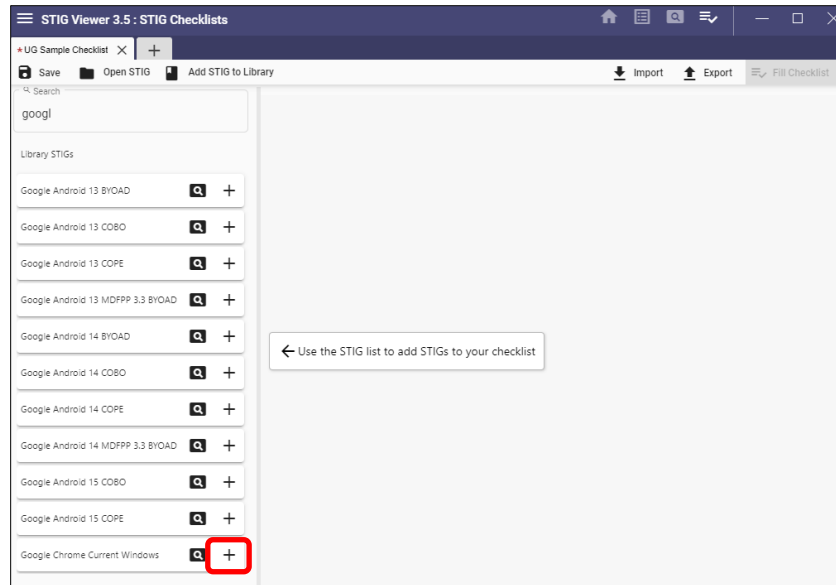 STIG Viewer 3.5 : STIG Checklists
*UG Sample Checklist
Save Open STIG Add STIG to Library Import Export Fill Checklist
Search
googl
Library STIGs
Google Android 13 BYOAD
Google Android 13 COBO
Google Android 13 COPE
Google Android 13 MDFPP 3.3 BYOAD
Google Android 14 BYOAD
Use the STIG list to add STIGs to your checklist
Google Android 14 COBO
Google Android 14 COPE
Google Android 14 MDFPP 3.3 BYOAD
Google Android 15 COBO
Google Android 15 COPE
Google Chrome Current Windows